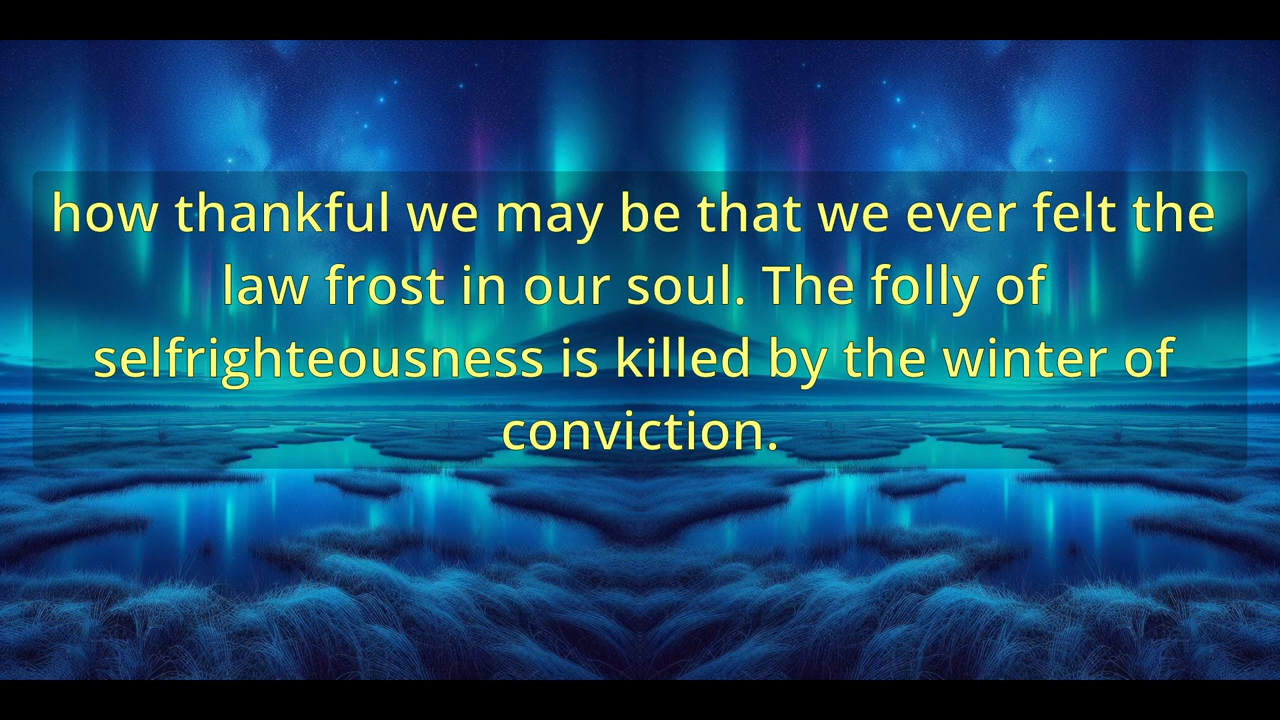 how thankful we may be that we ever felt the
law frost in our soul. The folly of
selfrighteousness is killed by the winter of
conviction.